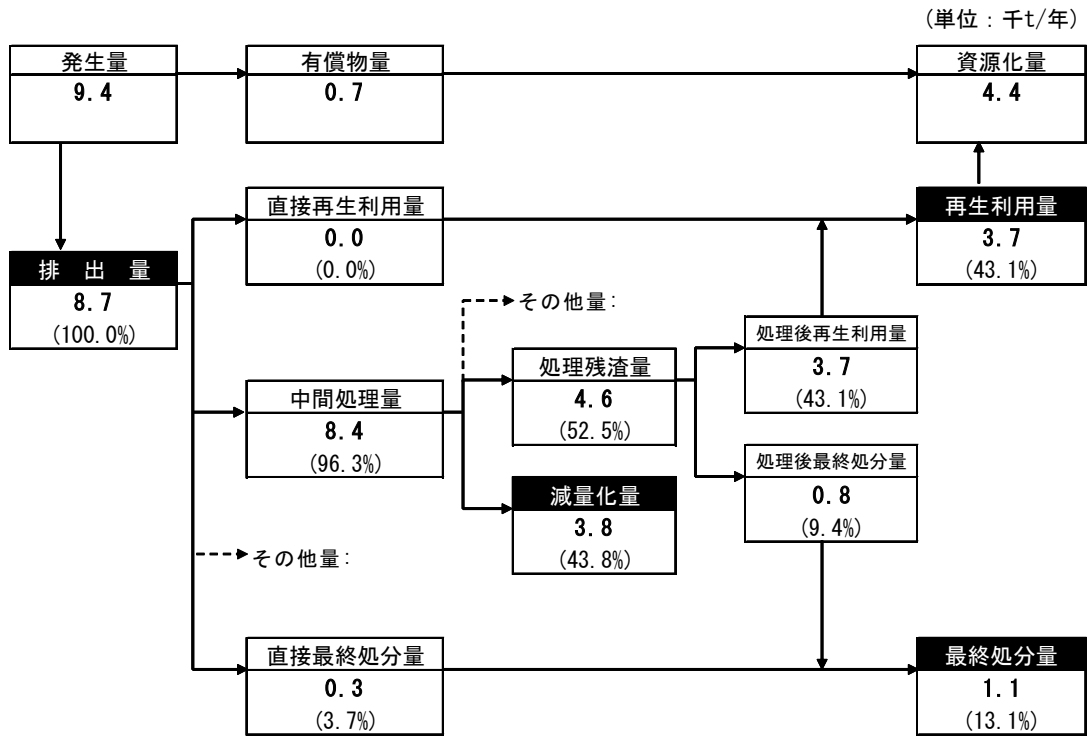 (単位：千t/年)
発生量
9.4
有償物量
0.7
資源化量
4.4
直接再生利用量
0.0
(0.0%)
再生利用量
3.7
(43.1%)
排出量
8.7
(100.0%)
その他量：
処理残渣量
4.6
(52.5%)
処理後再生利用量
3.7
(43.1%)
中間処理量
8.4
(96.3%)
減量化量
3.8
(43.8%)
処理後最終処分量
0.8
(9.4%)
その他量：
直接最終処分量
0.3
(3.7%)
最終処分量
1.1
(13.1%)